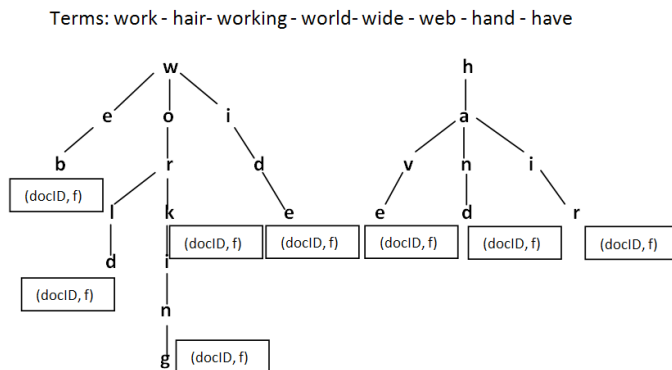 Terms: work - hair- working - world- wide - web - hand - have
w h
e o i a
b r d v n i
(docID, f)
l k e e d r
(docID, f) (docID, f) (docID, f) (docID, f) (docID, f)
d i
(docID, f)
n
g (docID, f)